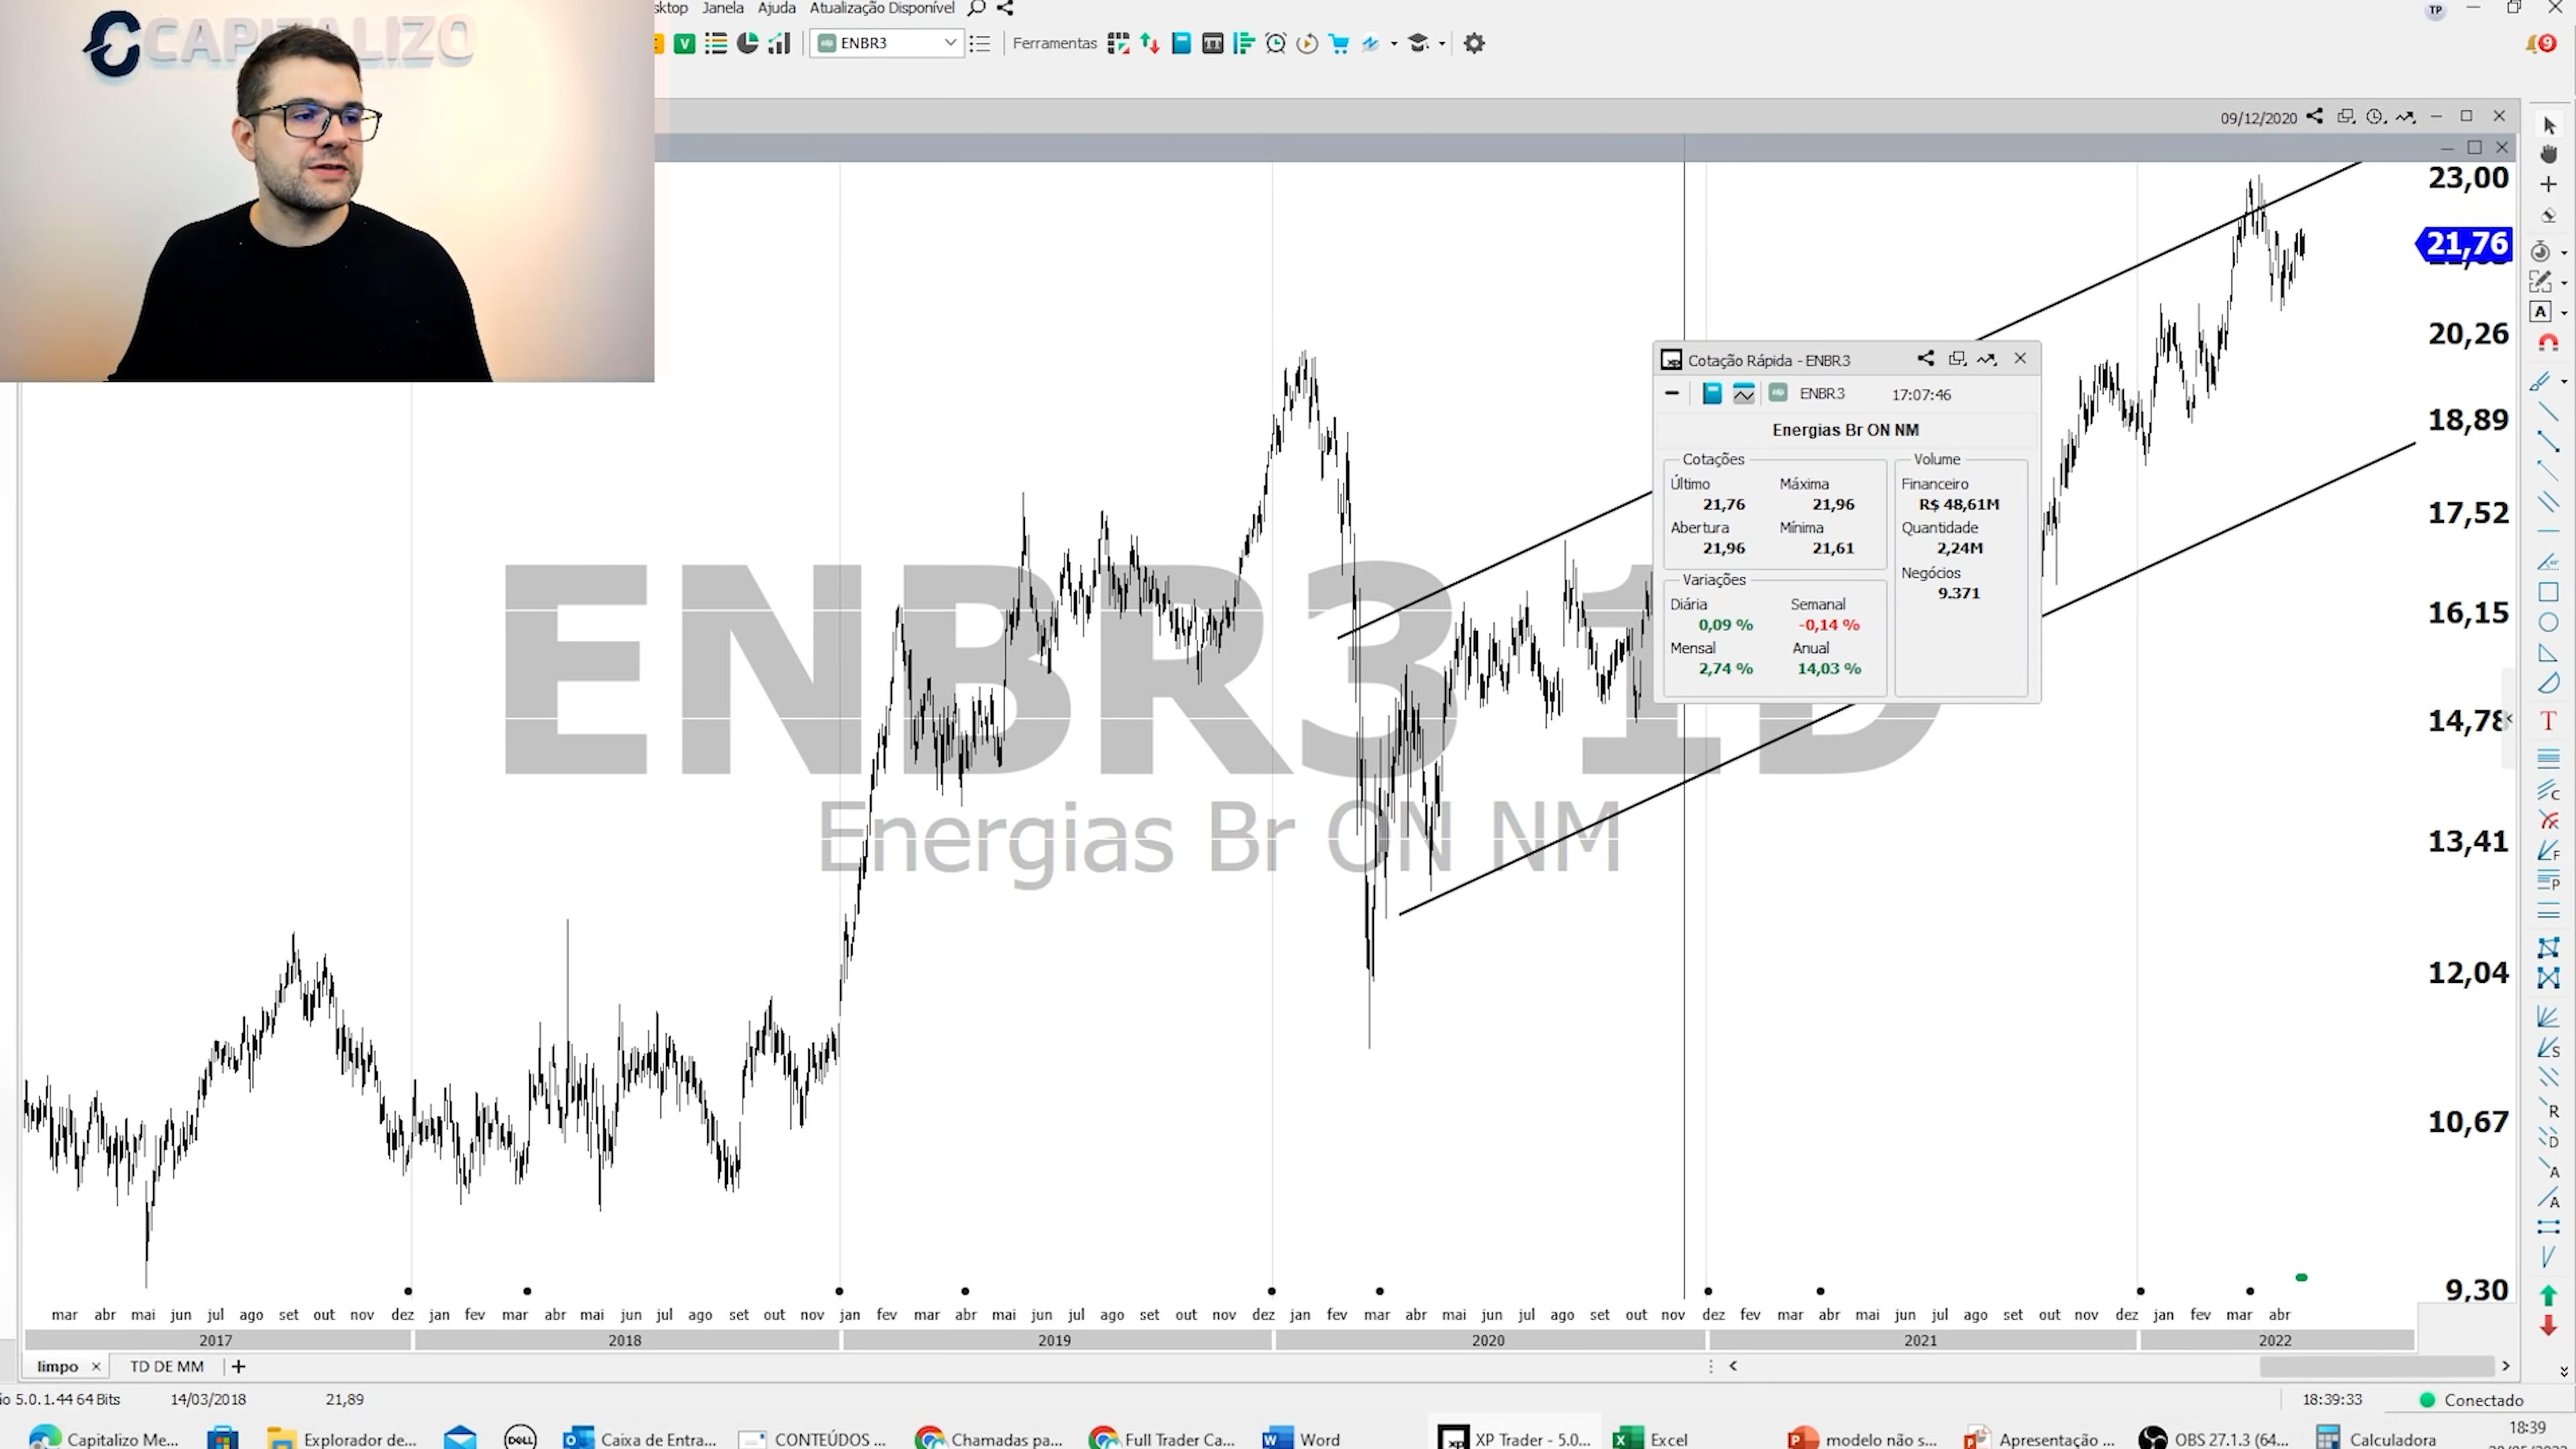 CAPITALIZO
sktop Janela Ajuda Atualização Disponível
TP
V
ENBR3
Ferramentas
9
09/12/2020
23,00
21,76
20,26
18,89
17,52
16,15
14,78
13,41
12,04
10,67
9,30
ENBR3 1D
Energias Br ON NM
Cotação Rápida - ENBR3
ENBR3 17:07:46
Energias Br ON NM
Cotações Volume
Último Máxima Financeiro
21,76 21,96 R$ 48,61M
Abertura Mínima Quantidade
21,96 21,61 2,24M
Variações Negócios
9.371
Diária Semanal
0,09 % -0,14 %
Mensal Anual
2,74 % 14,03 %
mar abr mai jun jul ago set out nov dez jan fev mar abr mai jun jul ago set out nov jan fev mar abr mai jun jul ago set out nov dez jan fev mar abr mai jun jul ago set out nov dez fev mar abr mai jun jul ago set out nov dez jan fev mar abr
2017 2018 2019 2020 2021 2022
limpo × TD DE MM +
ão 5.0.1.44 64 Bits 14/03/2018 21,89 18:39:33 Conectado
Capitalizo Me... Explorador de... DELL Caixa de Entra... CONTEÚDOS ... Chamadas pa... Full Trader Ca... Word XP Trader - 5.0... Excel modelo não s... Apresentação ... OBS 27.1.3 (64... Calculadora 18:39